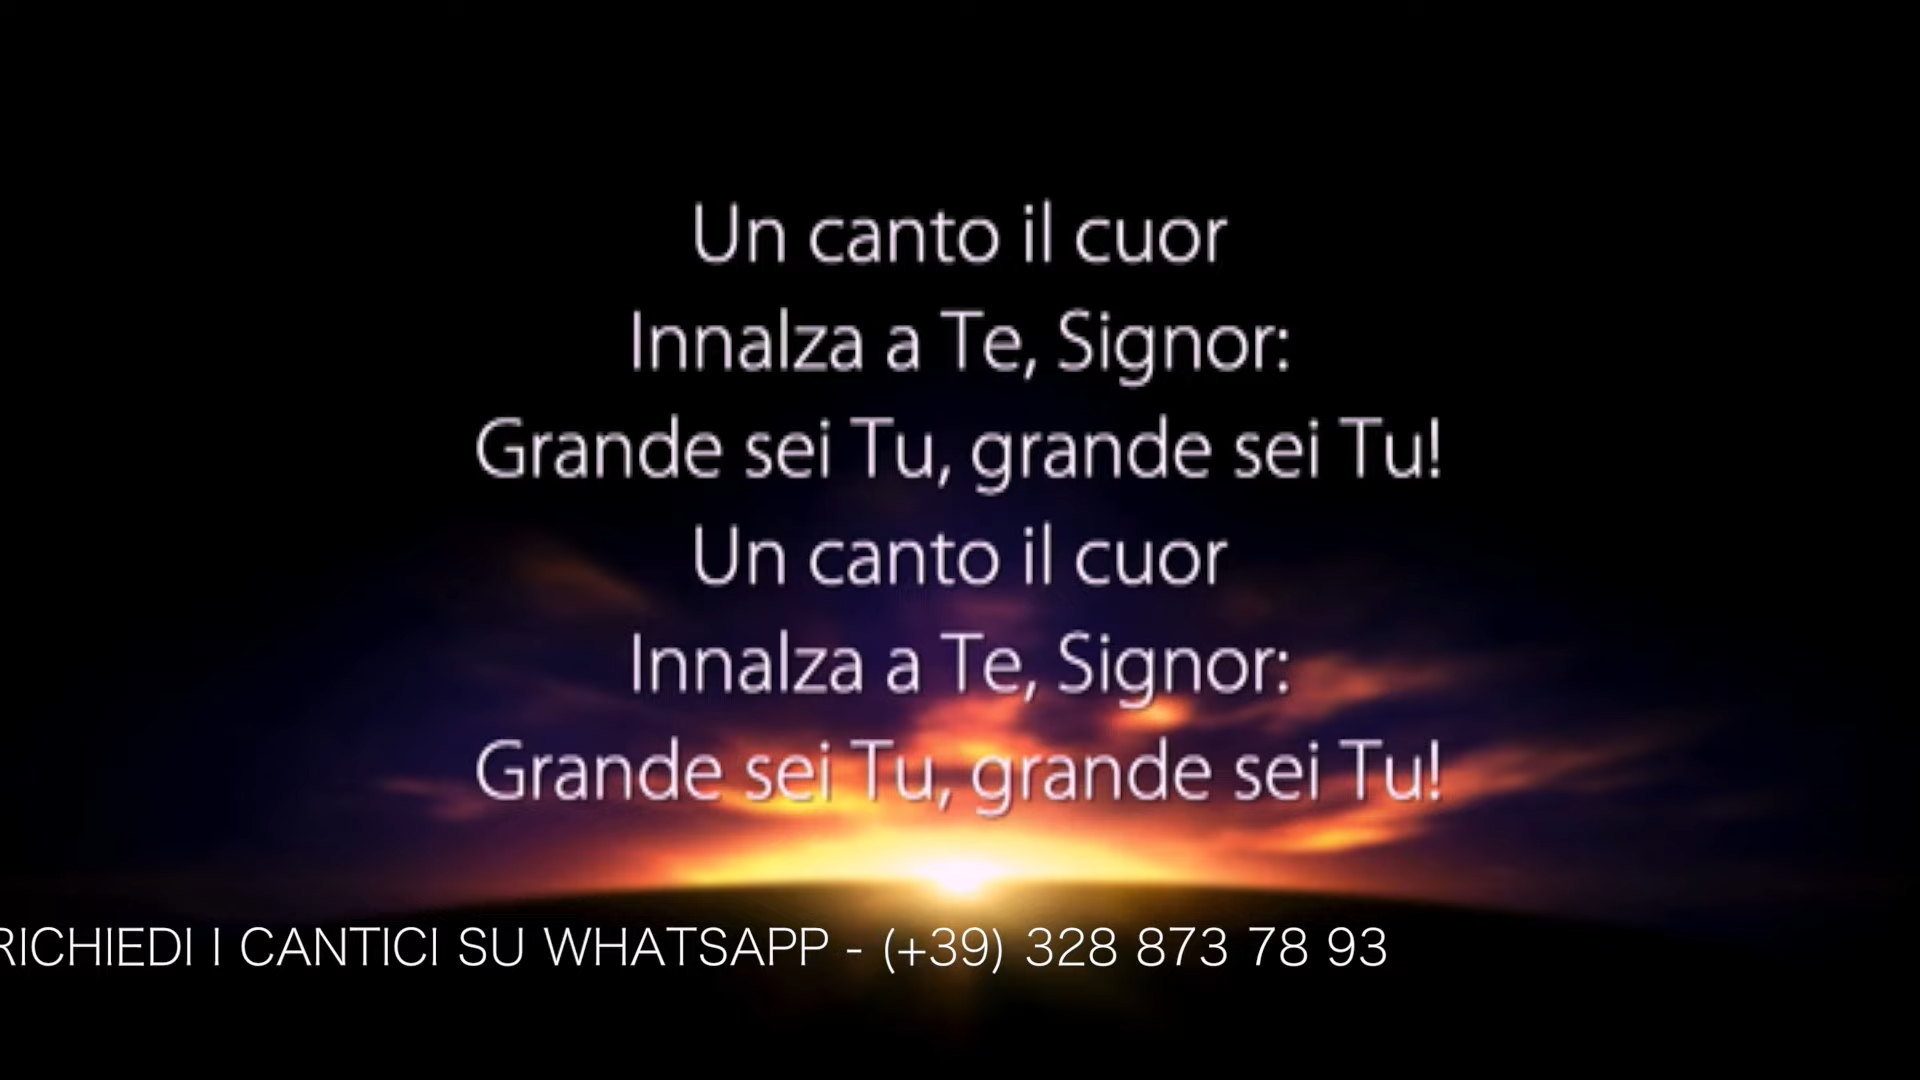 Un canto il cuor
Innalza a Te, Signor:
Grande sei Tu, grande sei Tu!
Un canto il cuor
Innalza a Te, Signor:
Grande sei Tu, grande sei Tu!
RICHIEDI I CANTICI SU WHATSAPP - (+39) 328 873 78 93